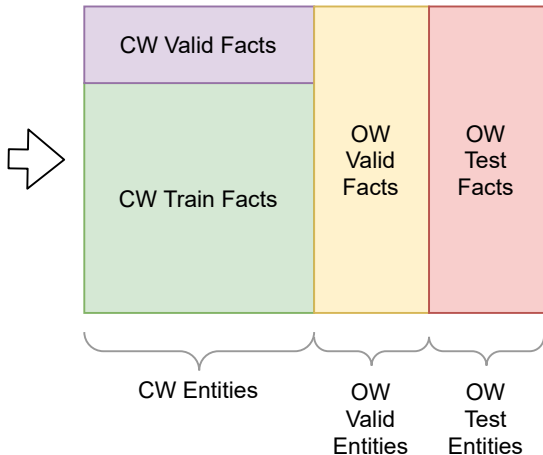 CW Valid Facts
CW Train Facts
OW
Valid
Facts
OW
Test
Facts
CW Entities
OW
Valid
Entities
OW
Test
Entities